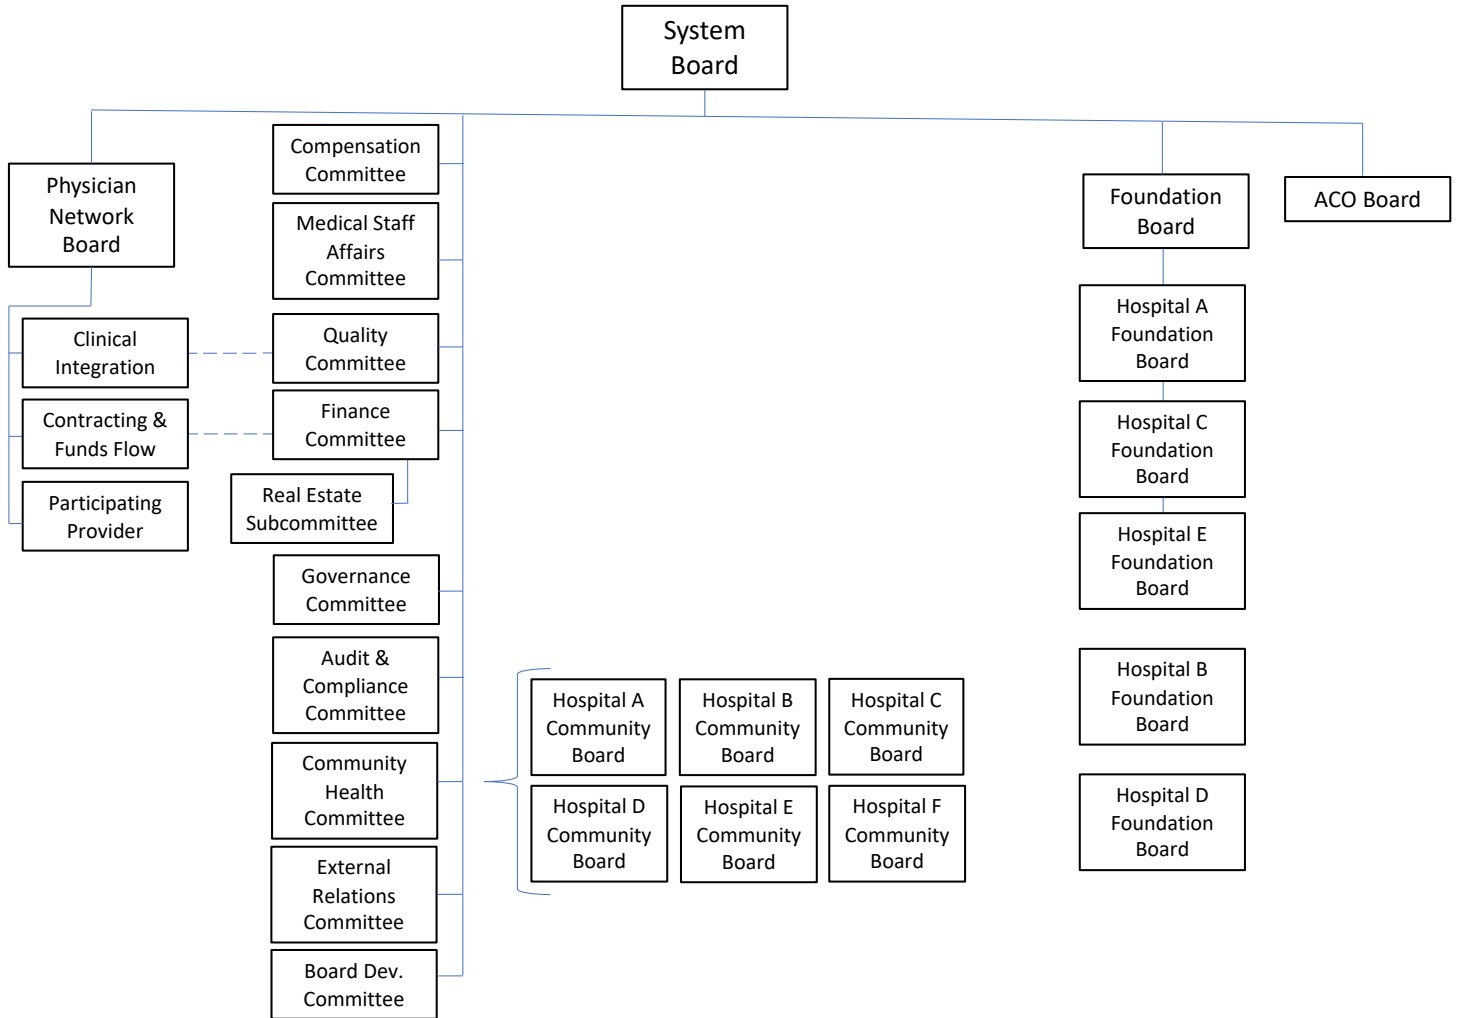 System
Board
Physician
Network
Board
Clinical
Integration
Contracting &
Funds Flow
Participating
Provider
Compensation
Committee
Medical Staff
Affairs
Committee
Quality
Committee
Finance
Committee
Real Estate
Subcommittee
Governance
Committee
Audit &
Compliance
Committee
Community
Health
Committee
External
Relations
Committee
Board Dev.
Committee
Hospital A
Community
Board
Hospital B
Community
Board
Hospital C
Community
Board
Hospital D
Community
Board
Hospital E
Community
Board
Hospital F
Community
Board
Foundation
Board
Hospital A
Foundation
Board
Hospital C
Foundation
Board
Hospital E
Foundation
Board
Hospital B
Foundation
Board
Hospital D
Foundation
Board
ACO Board